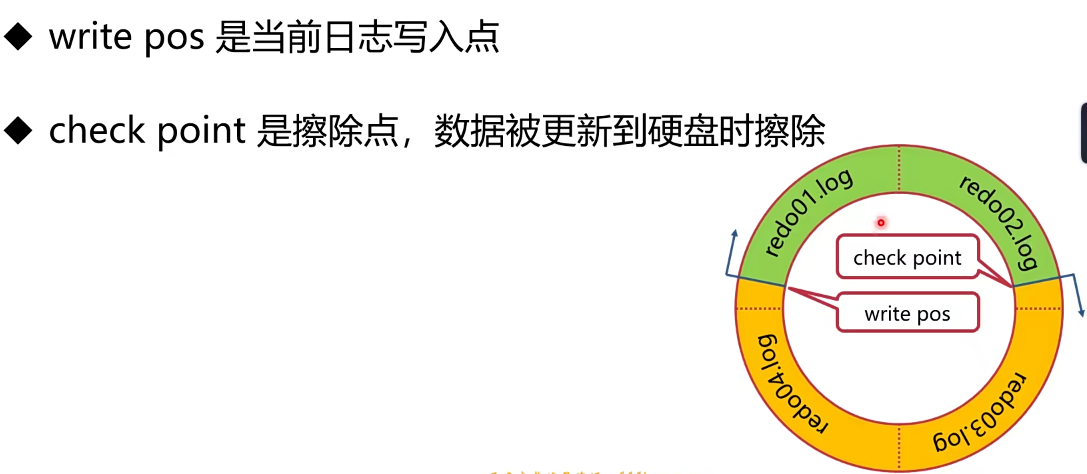 ◆ write pos 是当前日志写入点
◆ check point 是擦除点，数据被更新到硬盘时擦除
redo01.log
redo02.log
check point
write pos
redo04.log
redo03.log